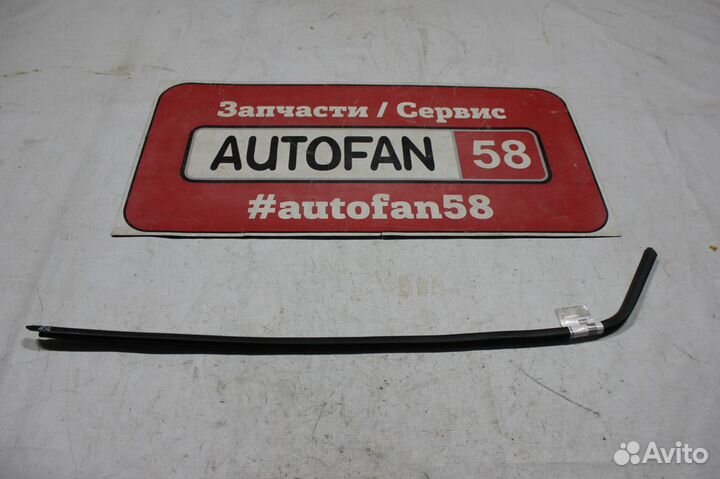 Запчасти / Сервис
AUTOFAN 58
#autofan58
Avito